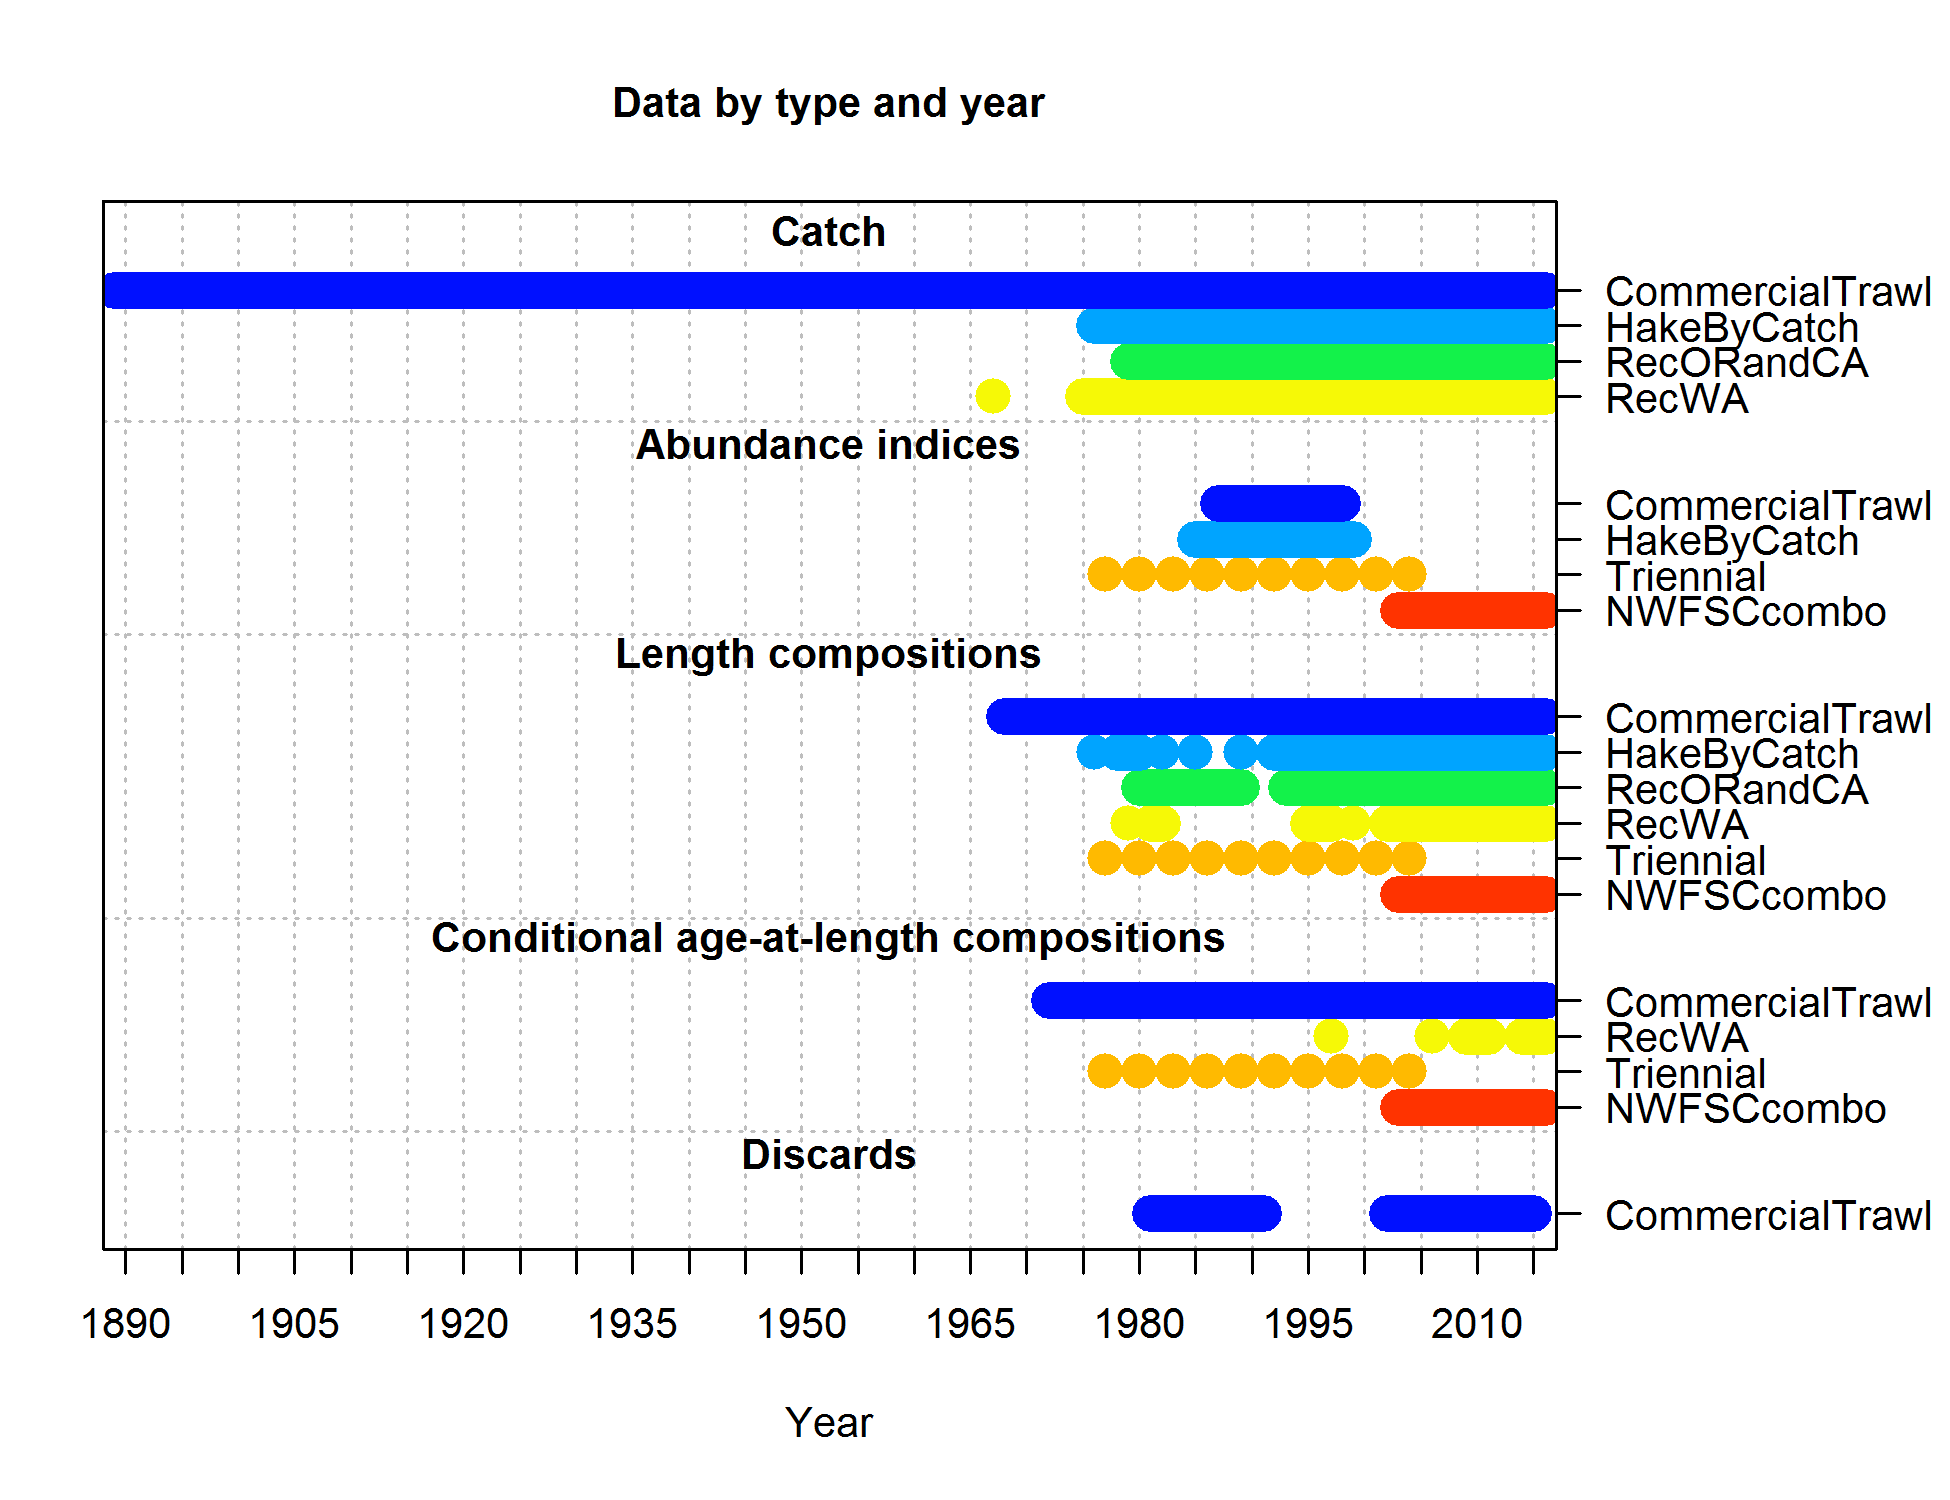 Data by type and year
Catch
CommercialTrawl
HakeByCatch
RecORandCA
RecWA
Abundance indices
CommercialTrawl
HakeByCatch
Triennial
NWFSCcombo
Length compositions
CommercialTrawl
HakeByCatch
RecORandCA
RecWA
Triennial
NWFSCcombo
Conditional age-at-length compositions
CommercialTrawl
RecWA
Triennial
NWFSCcombo
Discards
CommercialTrawl
1890 1905 1920 1935 1950 1965 1980 1995 2010
Year